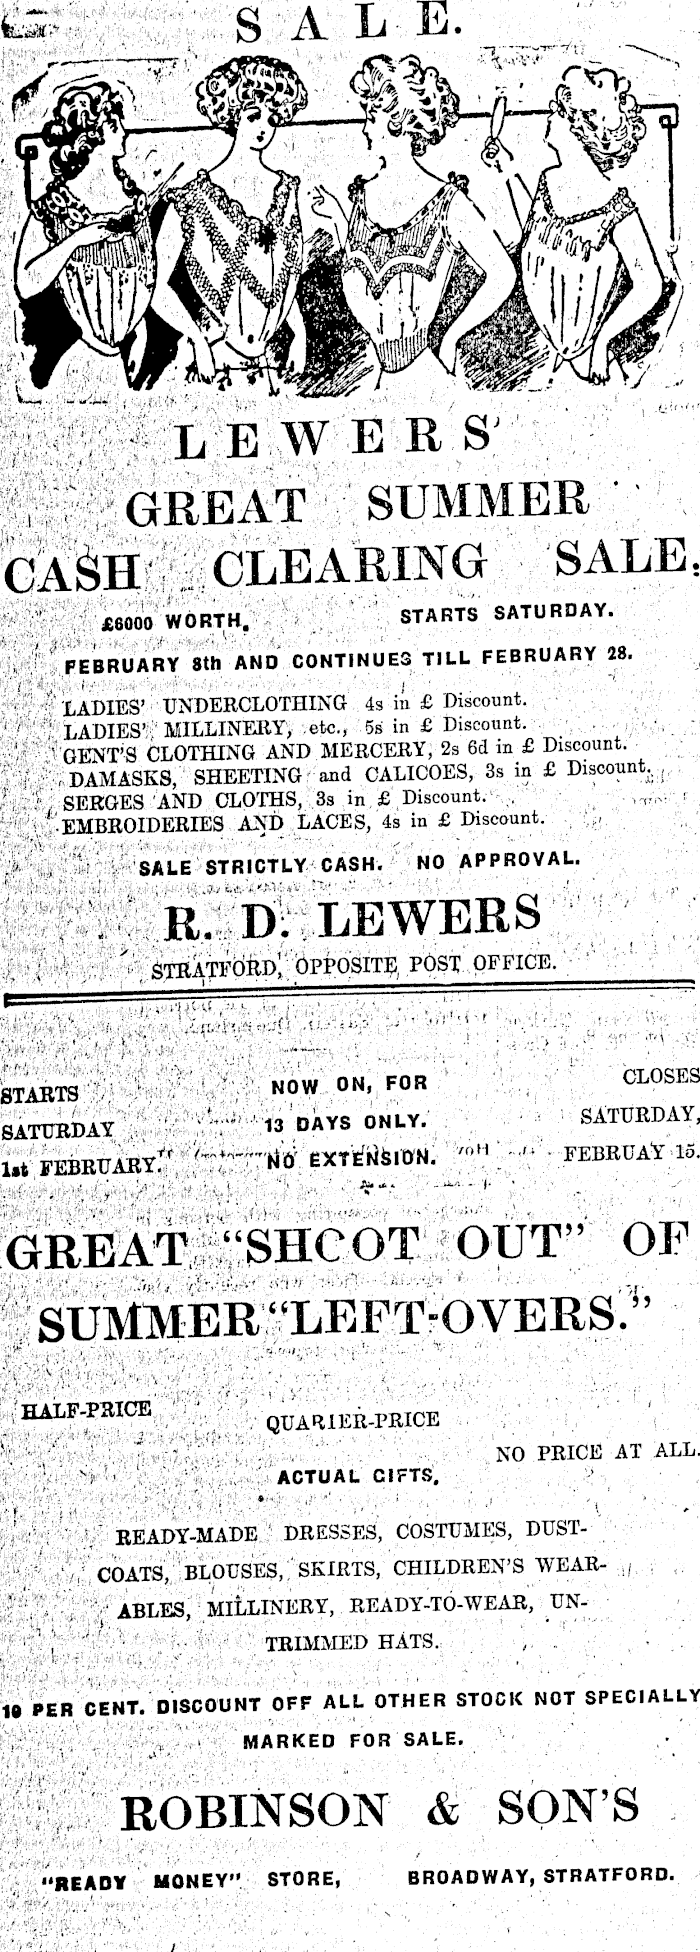 SALE.
LEWERS'
GREAT SUMMER
CASH CLEARING SALE.
£6000 WORTH. STARTS SATURDAY.
FEBRUARY 8th AND CONTINUES TILL FEBRUARY 28.
LADIES' UNDERCLOTHING 4s in £ Discount.
LADIES' MILLINERY, etc., 5s in £ Discount.
GENT'S CLOTHING AND MERCERY, 2s 6d in £ Discount.
DAMASKS, SHEETING and CALICOES, 3s in £ Discount.
SERGES AND CLOTHS, 3s in £ Discount.
EMBROIDERIES AND LACES, 4s in £ Discount.
SALE STRICTLY CASH. NO APPROVAL.
R. D. LEWERS
STRATFORD, OPPOSITE POST OFFICE.
STARTS NOW ON, FOR CLOSES
SATURDAY 13 DAYS ONLY. SATURDAY,
1st FEBRUARY. NO EXTENSION. FEBRUAY 15.
GREAT "SHCOT OUT" OF
SUMMER "LEFT-OVERS."
HALF-PRICE
QUARIER-PRICE
NO PRICE AT ALL.
ACTUAL GIFTS.
READY-MADE DRESSES, COSTUMES, DUST-
COATS, BLOUSES, SKIRTS, CHILDREN'S WEAR-
ABLES, MILLINERY, READY-TO-WEAR, UN-
TRIMMED HATS.
10 PER CENT. DISCOUNT OFF ALL OTHER STOCK NOT SPECIALLY
MARKED FOR SALE.
ROBINSON & SON'S
"READY MONEY" STORE, BROADWAY, STRATFORD.